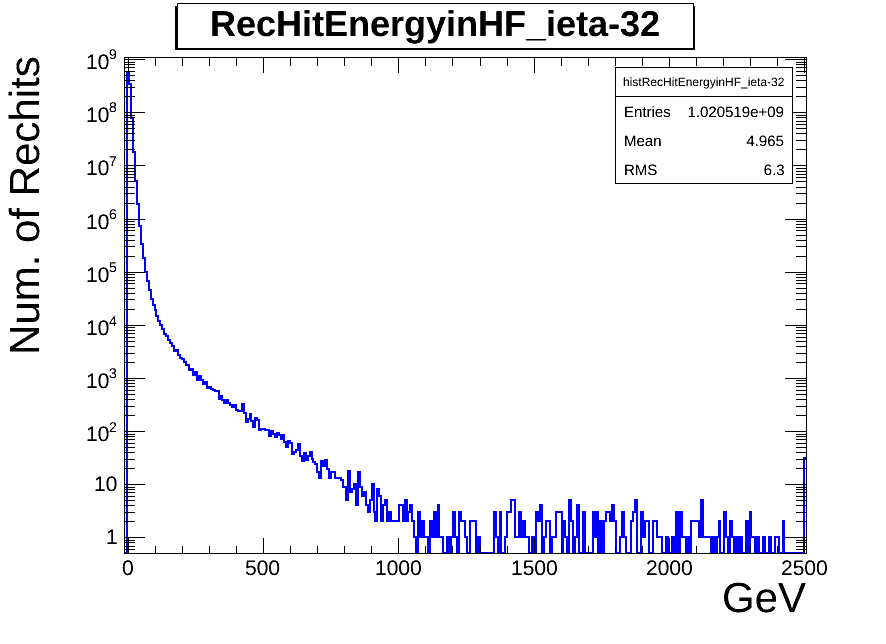 RecHitEnergyinHF_ieta-32
Num. of Rechits
histRecHitEnergyinHF_ieta-32
Entries 1.020519e+09
Mean 4.965
RMS 6.3
10^9
10^8
10^7
10^6
10^5
10^4
10^3
10^2
10
1
0 500 1000 1500 2000 2500
GeV